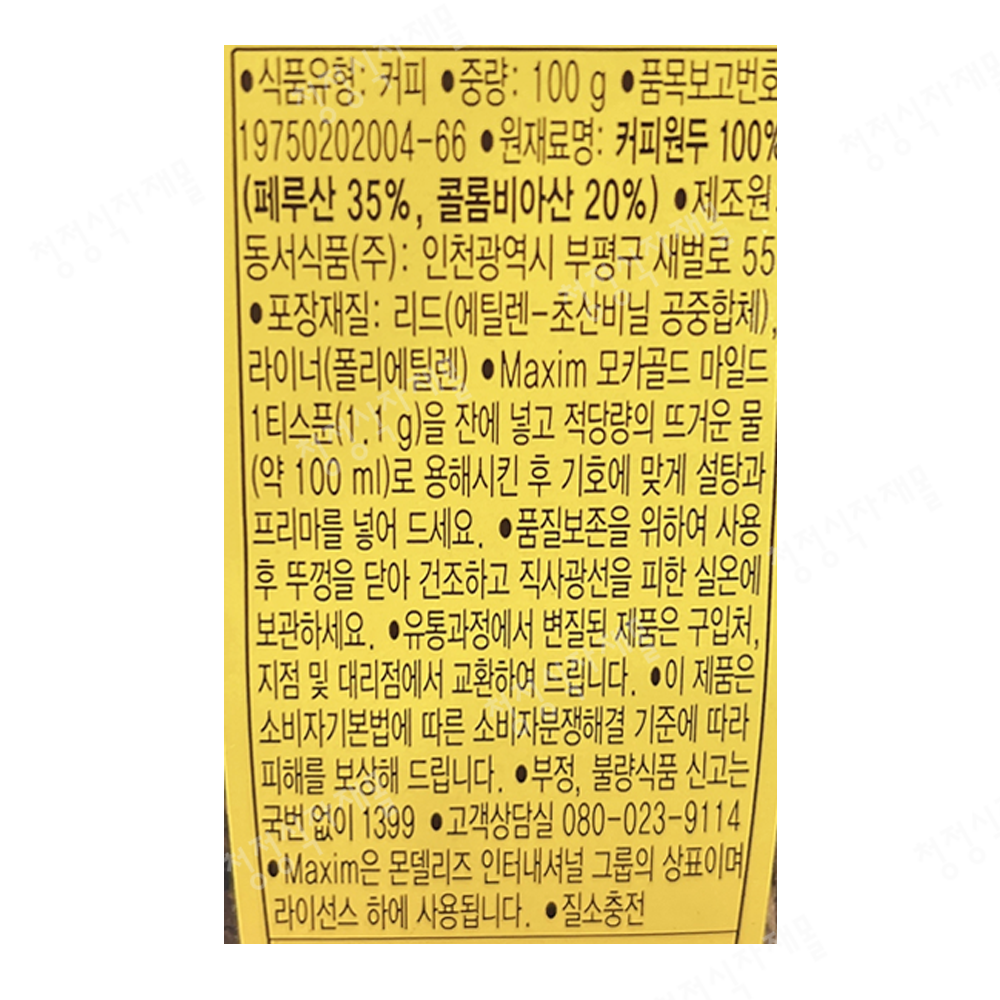 •식품유형: 커피 •중량: 100 g •품목보고번호
19750202004-66 •원재료명: 커피원두 100%
(페루산 35%, 콜롬비아산 20%) •제조원:
동서식품(주): 인천광역시 부평구 새벌로 55
•포장재질: 리드(에틸렌-초산비닐 공중합체),
라이너(폴리에틸렌) •Maxim 모카골드 마일드
1티스푼(1.1 g)을 잔에 넣고 적당량의 뜨거운 물
(약 100 ml)로 용해시킨 후 기호에 맞게 설탕과
프리마를 넣어 드세요. •품질보존을 위하여 사용
후 뚜껑을 닫아 건조하고 직사광선을 피한 실온에
보관하세요. •유통과정에서 변질된 제품은 구입처,
지점 및 대리점에서 교환하여 드립니다. •이 제품은
소비자기본법에 따른 소비자분쟁해결 기준에 따라
피해를 보상해 드립니다. •부정, 불량식품 신고는
국번 없이 1399 •고객상담실 080-023-9114
•Maxim은 몬델리즈 인터내셔널 그룹의 상표이며
라이선스 하에 사용됩니다. •질소충전
청정식자재몰